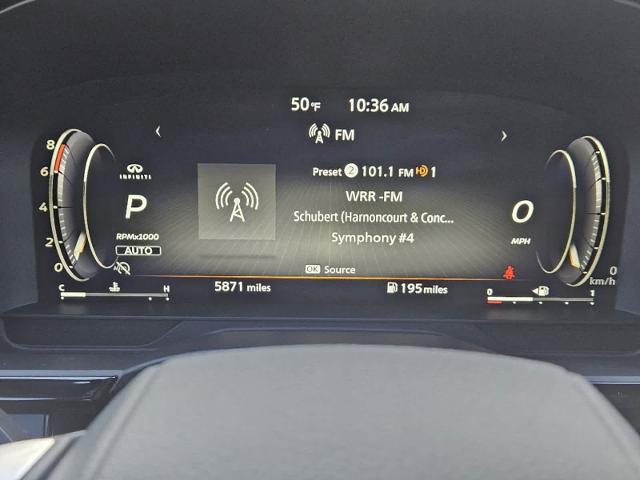 50°F 10:36 AM
FM
Preset 2 101.1 FM HD 1
WRR -FM
Schubert (Harnoncourt & Conc...
Symphony #4
OK Source
8
6
4
2
0
INFINITI
P
RPMx1000
AUTO
0
MPH
0
km/h
C H
5871 miles
195 miles
0 1